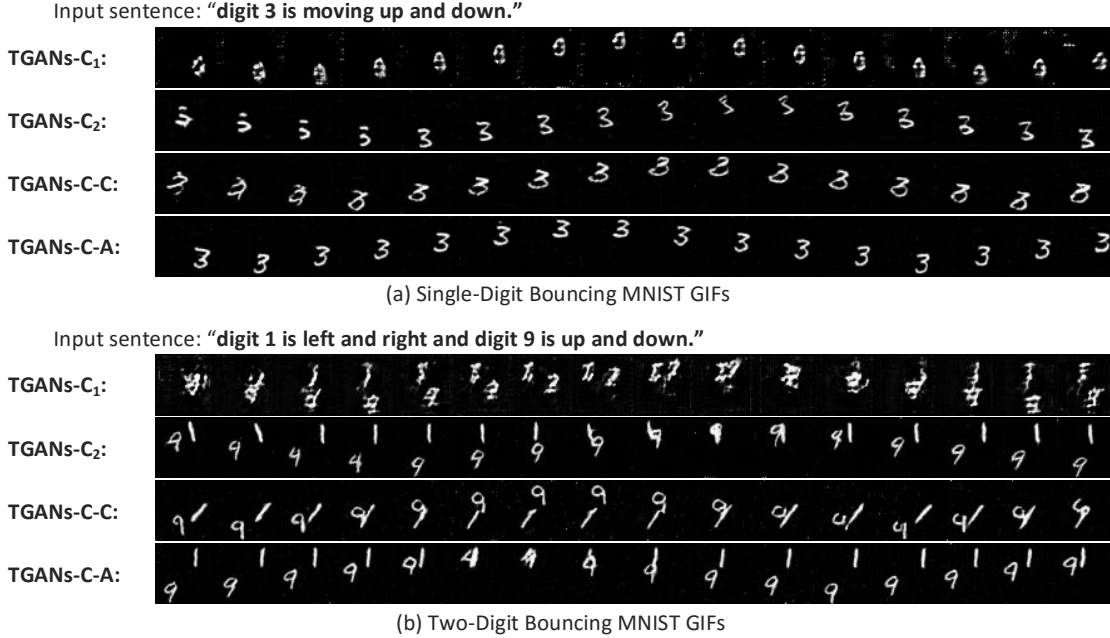 Input sentence: “digit 3 is moving up and down.”
TGANs-C₁:
TGANs-C₂:
TGANs-C-C:
TGANs-C-A:
(a) Single-Digit Bouncing MNIST GIFs
Input sentence: “digit 1 is left and right and digit 9 is up and down.”
TGANs-C₁:
TGANs-C₂:
TGANs-C-C:
TGANs-C-A:
(b) Two-Digit Bouncing MNIST GIFs